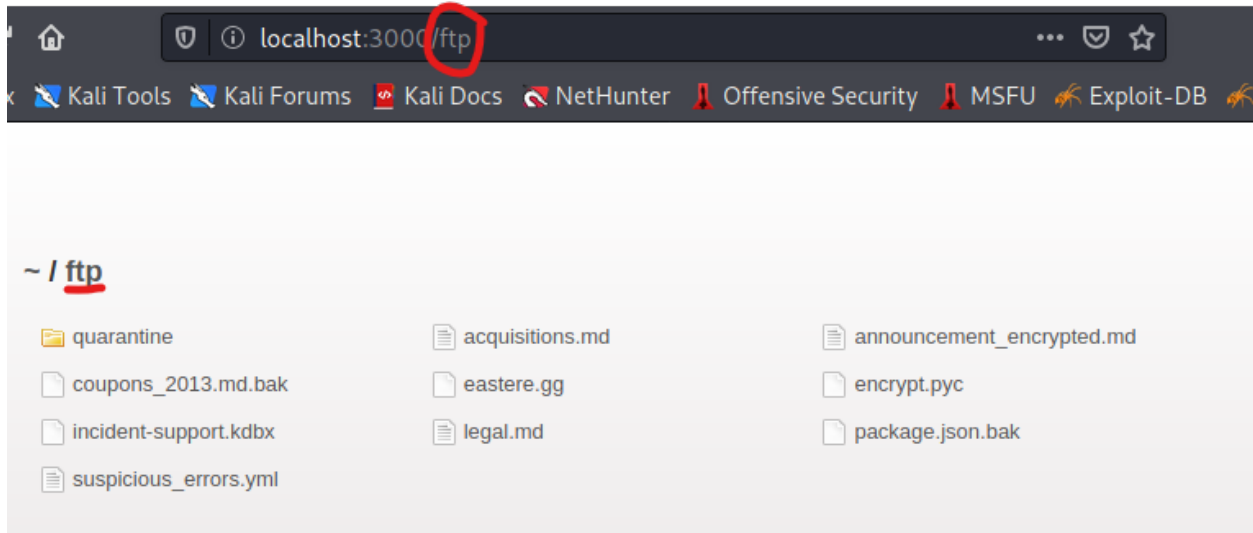 localhost:3000/ftp
Kali Tools Kali Forums Kali Docs NetHunter Offensive Security MSFU Exploit-DB
~ / ftp
quarantine acquisitions.md announcement_encrypted.md
coupons_2013.md.bak eastere.gg encrypt.pyc
incident-support.kdbx legal.md package.json.bak
suspicious_errors.yml